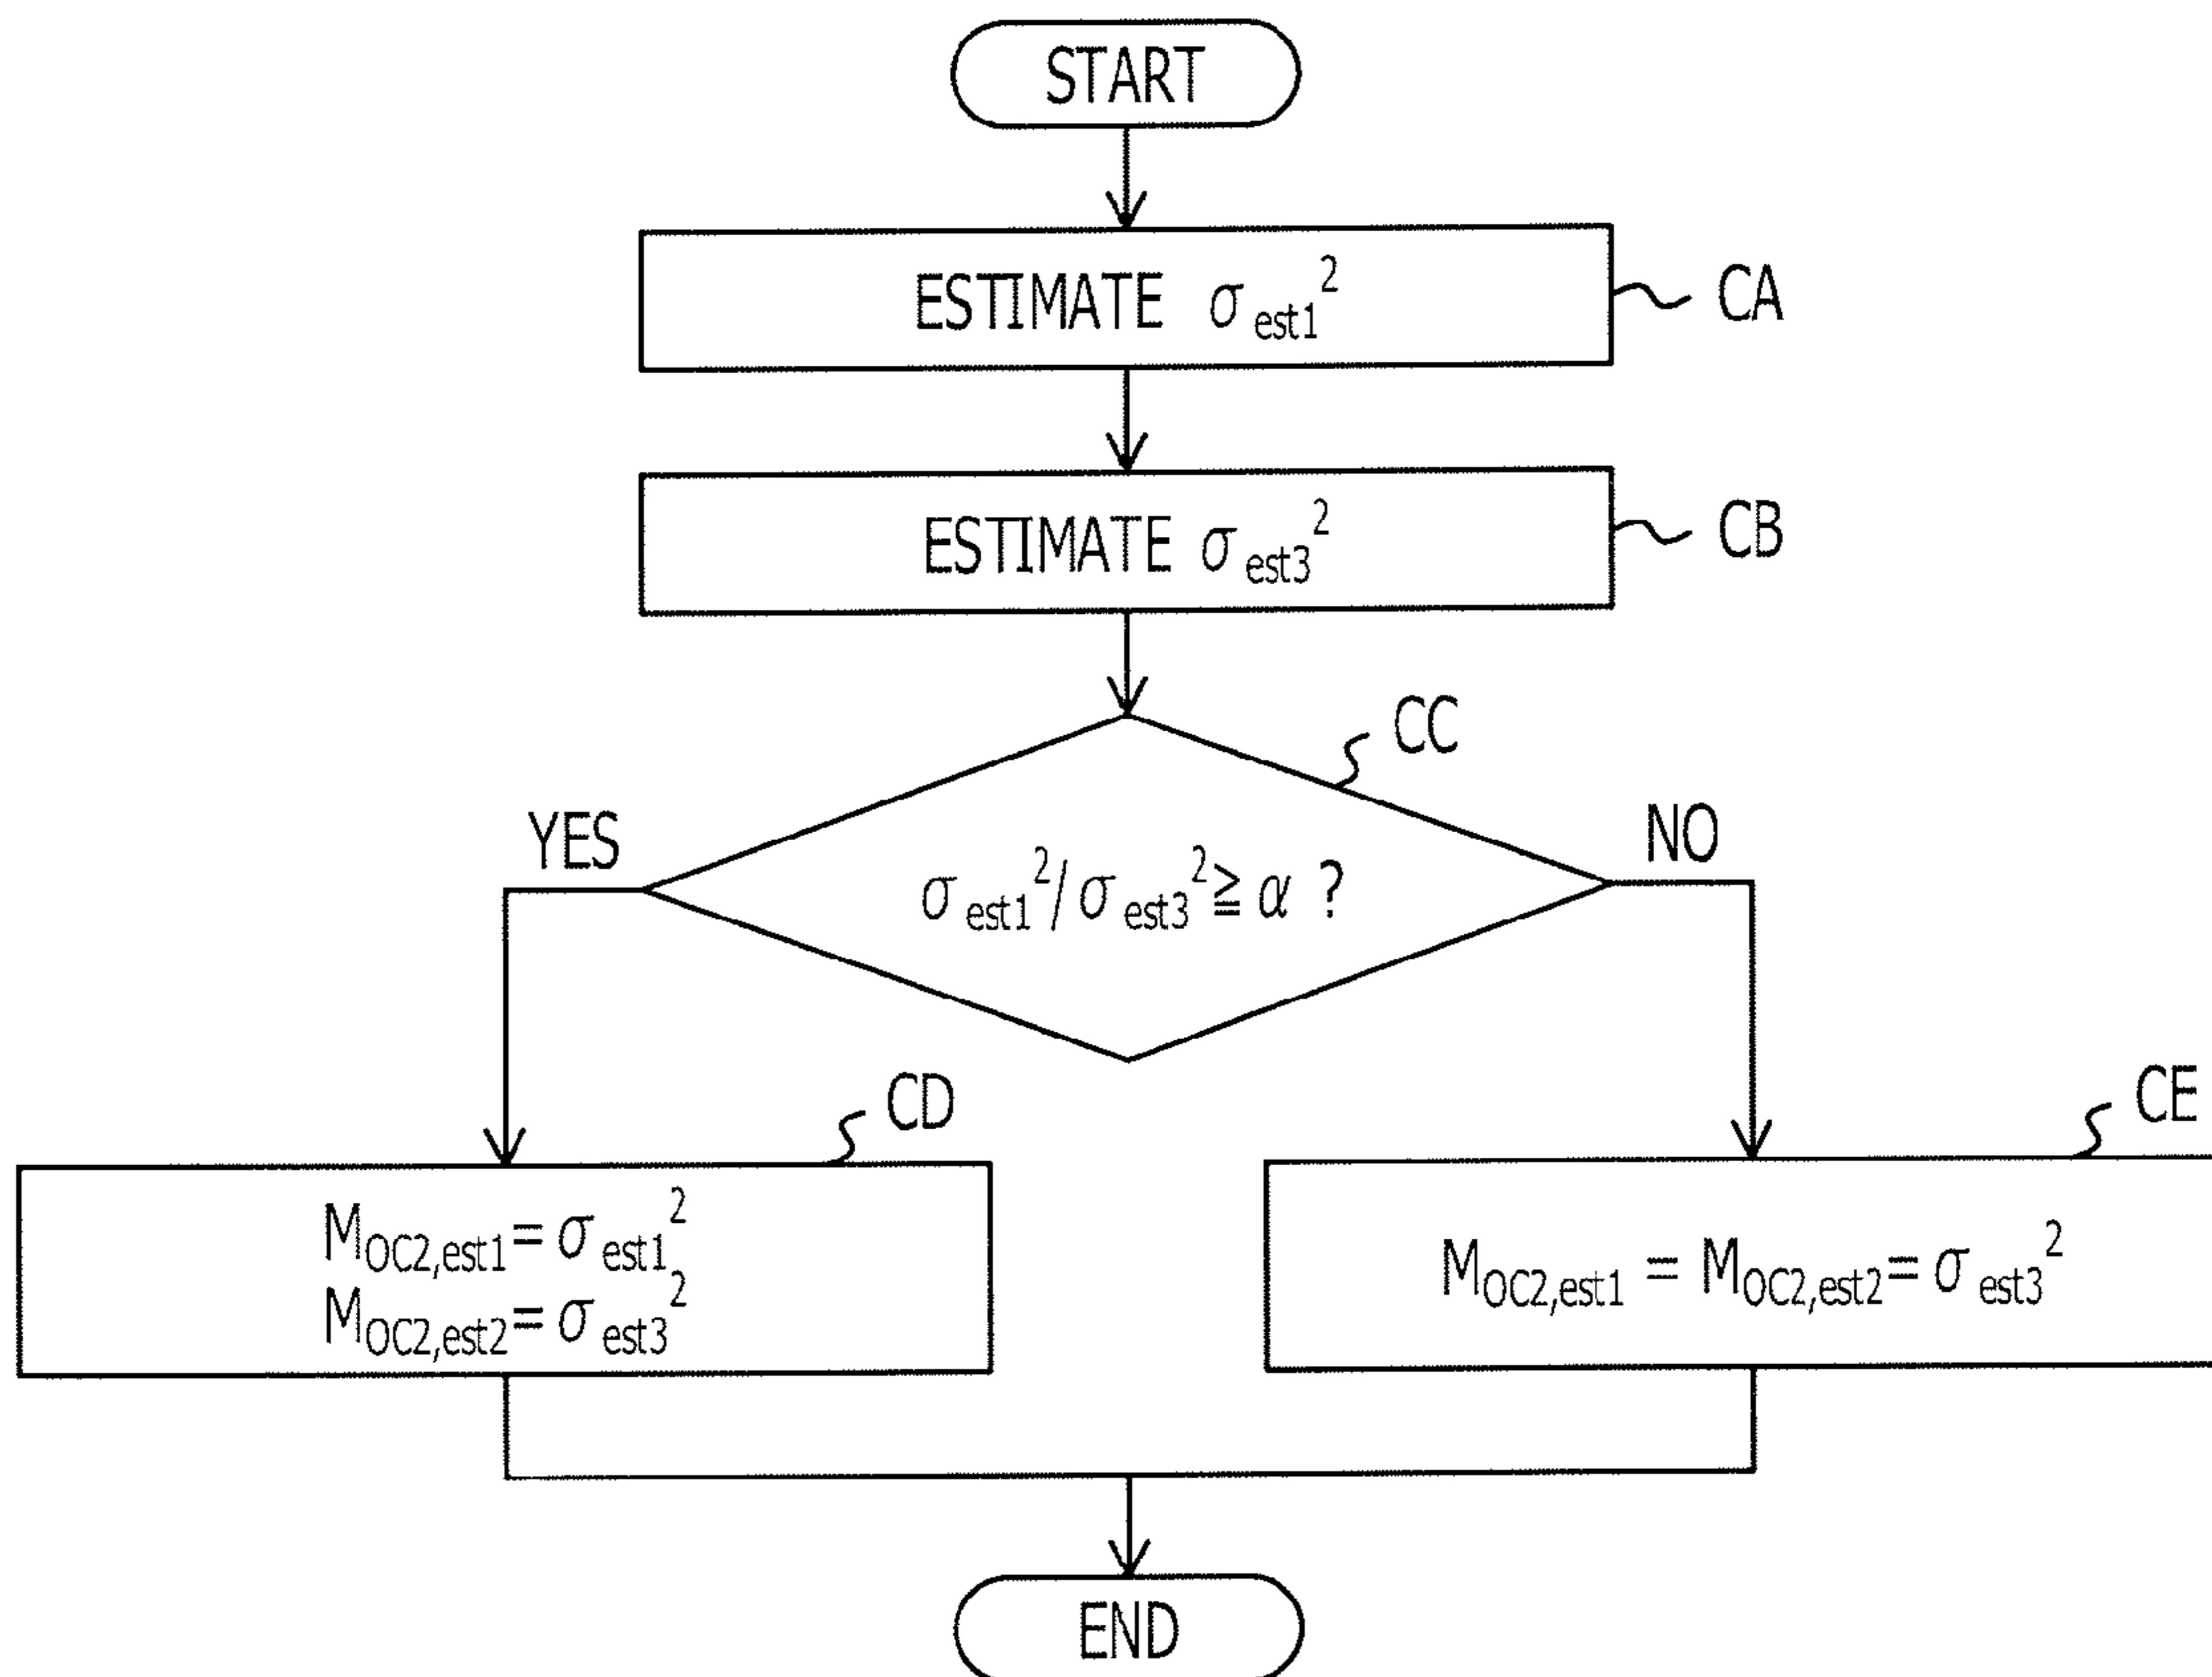 START
ESTIMATE σest1²
CA
ESTIMATE σest3²
CB
CC
YES
NO
σest1²/σest3²≧α ?
CD
CE
MOC2,est1=σest1²
MOC2,est2=σest3²
MOC2,est1 = MOC2,est2=σest3²
END